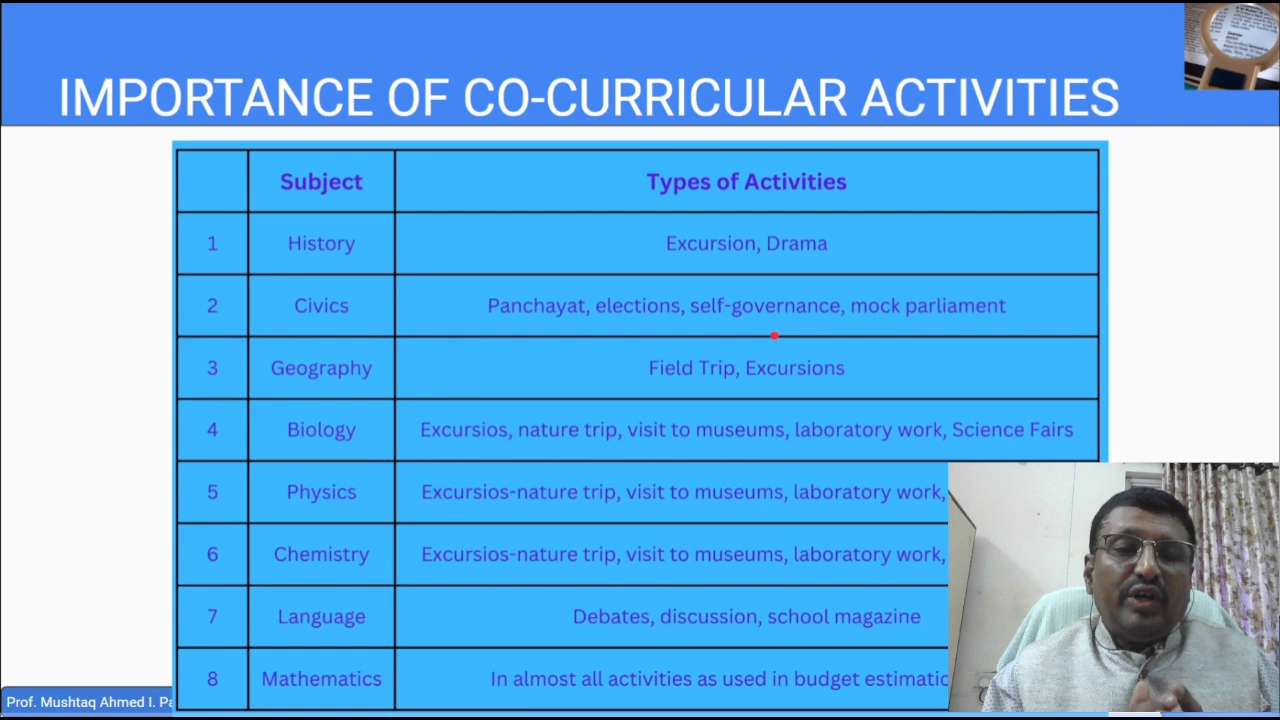 IMPORTANCE OF CO-CURRICULAR ACTIVITIES
Subject Types of Activities
1 History Excursion, Drama
2 Civics Panchayat, elections, self-governance, mock parliament
3 Geography Field Trip, Excursions
4 Biology Excursios, nature trip, visit to museums, laboratory work, Science Fairs
5 Physics Excursios-nature trip, visit to museums, laboratory work,
6 Chemistry Excursios-nature trip, visit to museums, laboratory work,
7 Language Debates, discussion, school magazine
8 Mathematics In almost all activities as used in budget
Prof. Mushtaq Ahmed I.